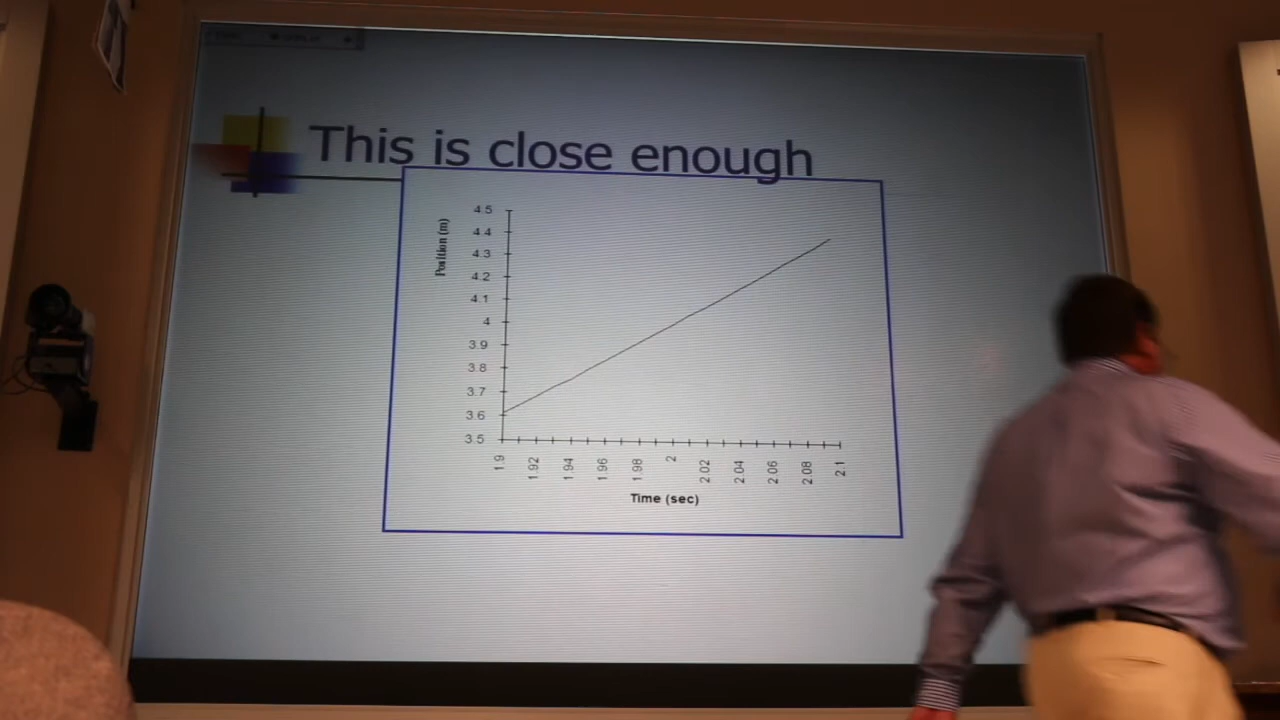 This is close enough
Position (m)
4.5
4.4
4.3
4.2
4.1
4
3.9
3.8
3.7
3.6
3.5
1.9 1.92 1.94 1.96 1.98 2 2.02 2.04 2.06 2.08 2.1
Time (sec)